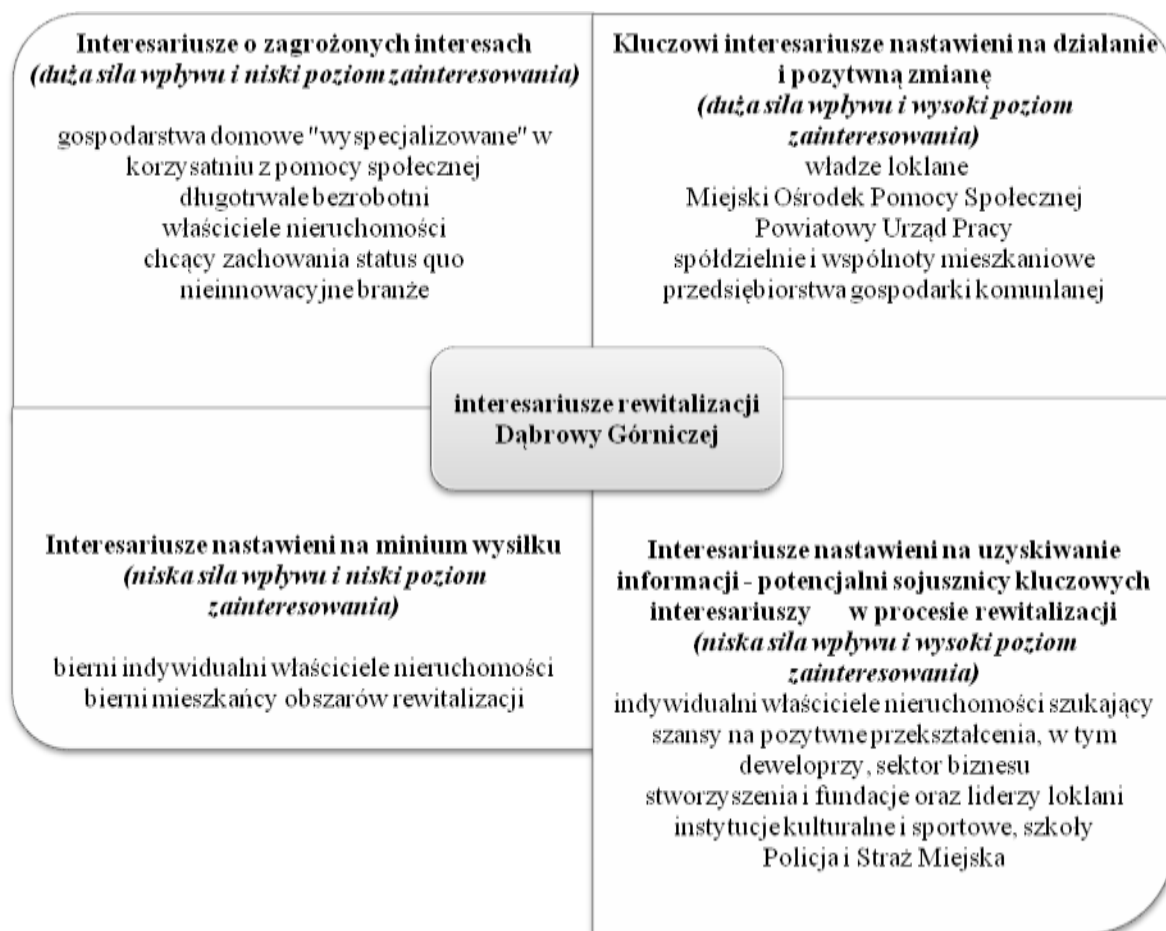 Interesariusze o zagrożonych interesach
(duża siła wpływu i niski poziom zainteresowania)
gospodarstwa domowe "wyspecjalizowane" w
korzysatniu z pomocy społecznej
długotrwale bezrobotni
właściciele nieruchomości
chcący zachowania status quo
nieinnowacyjne branże
Kluczowi interesariusze nastawieni na działanie
i pozytwną zmianę
(duża siła wpływu i wysoki poziom
zainteresowania)
władze loklane
Miejski Ośrodek Pomocy Społecznej
Powiatowy Urząd Pracy
spółdzielnie i wspólnoty mieszkaniowe
przedsiębiorstwa gospodarki komunlanej
interesariusze rewitalizacji
Dąbrowy Górniczej
Interesariusze nastawieni na minium wysiłku
(niska siła wpływu i niski poziom
zainteresowania)
bierni indywidualni właściciele nieruchomości
bierni mieszkańcy obszarów rewitalizacji
Interesariusze nastawieni na uzyskiwanie
informacji - potencjalni sojusznicy kluczowych
interesariuszy w procesie rewitalizacji
(niska siła wpływu i wysoki poziom
zainteresowania)
indywidualni właściciele nieruchomości szukający
szansy na pozytwne przekształcenia, w tym
deweloprzy, sektor biznesu
stworzyszenia i fundacje oraz liderzy loklani
instytucje kulturalne i sportowe, szkoły
Policja i Straż Miejska